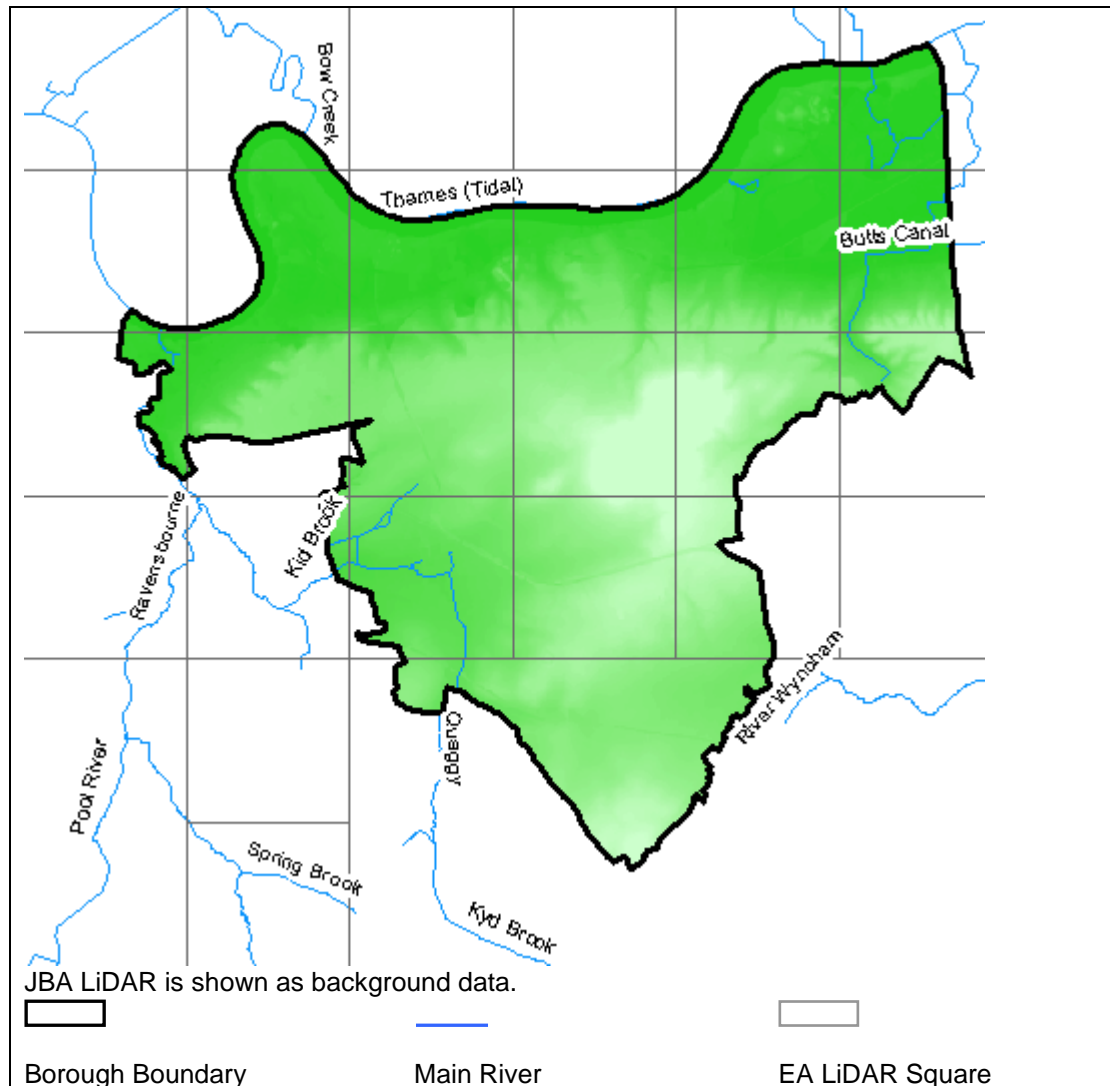 Bow Creek
Thames (Tidal)
Butts Canal
Ravensbourne
Kid Brook
River Wyncham
Quaggy
Pool River
Spring Brook
Kyd Brook
JBA LiDAR is shown as background data.
Borough Boundary
Main River
EA LiDAR Square